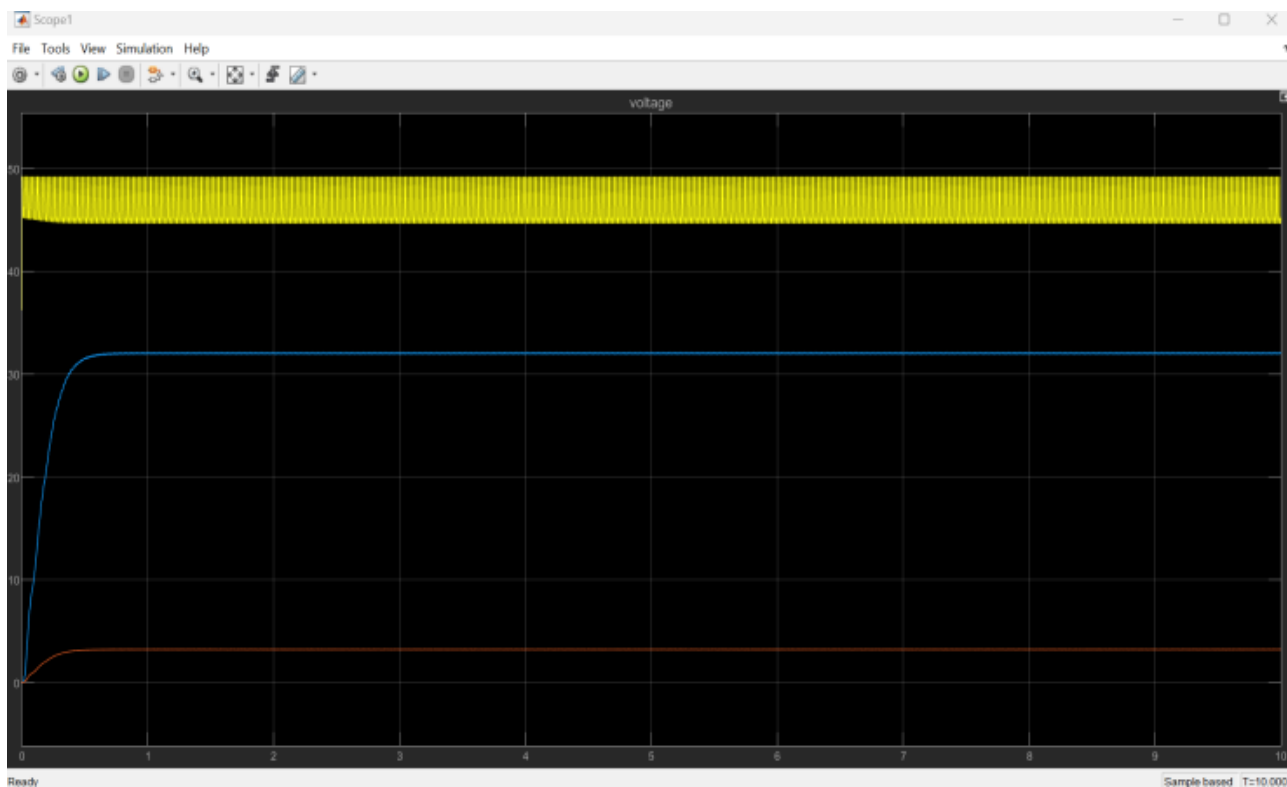 Scope1
File Tools View Simulation Help
voltage
50
40
30
20
10
0
0 1 2 3 4 5 6 7 8 9 10
Ready
Sample based T=10.000